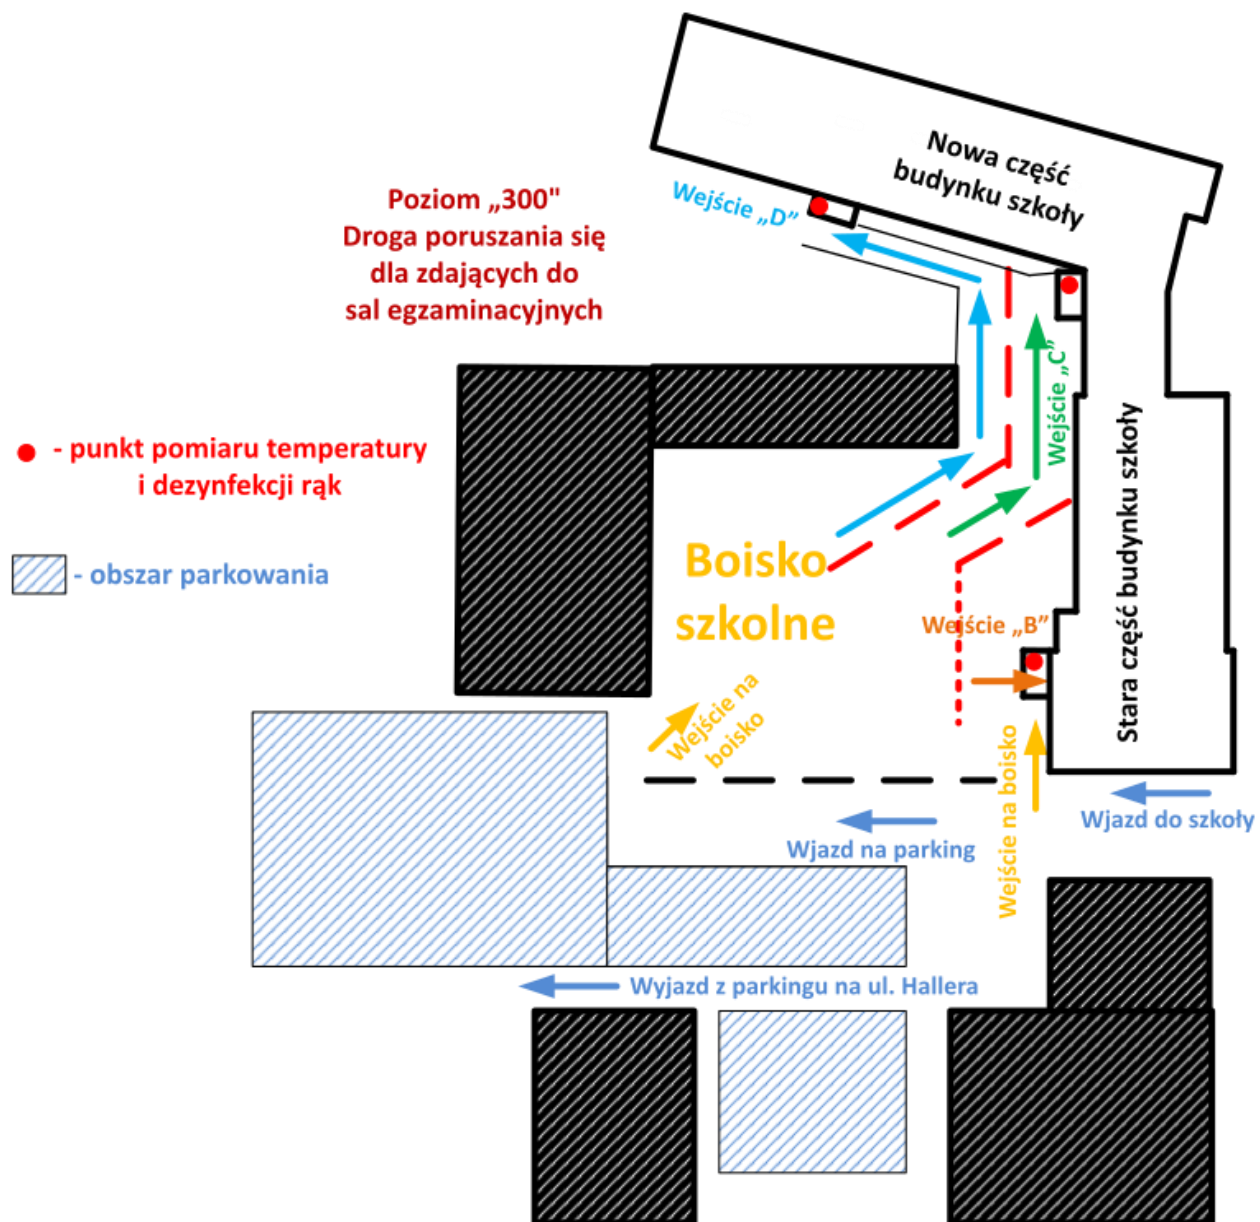 Nowa część
budynku szkoły
Wejście „D”
Poziom „300"
Droga poruszania się
dla zdających do
sal egzaminacyjnych
Wejście „C”
- punkt pomiaru temperatury
i dezynfekcji rąk
- obszar parkowania
Boisko
szkolne
Wejście „B”
Stara część budynku szkoły
Wejście na
boisko
Wejście na boisko
Wjazd do szkoły
Wjazd na parking
Wyjazd z parkingu na ul. Hallera